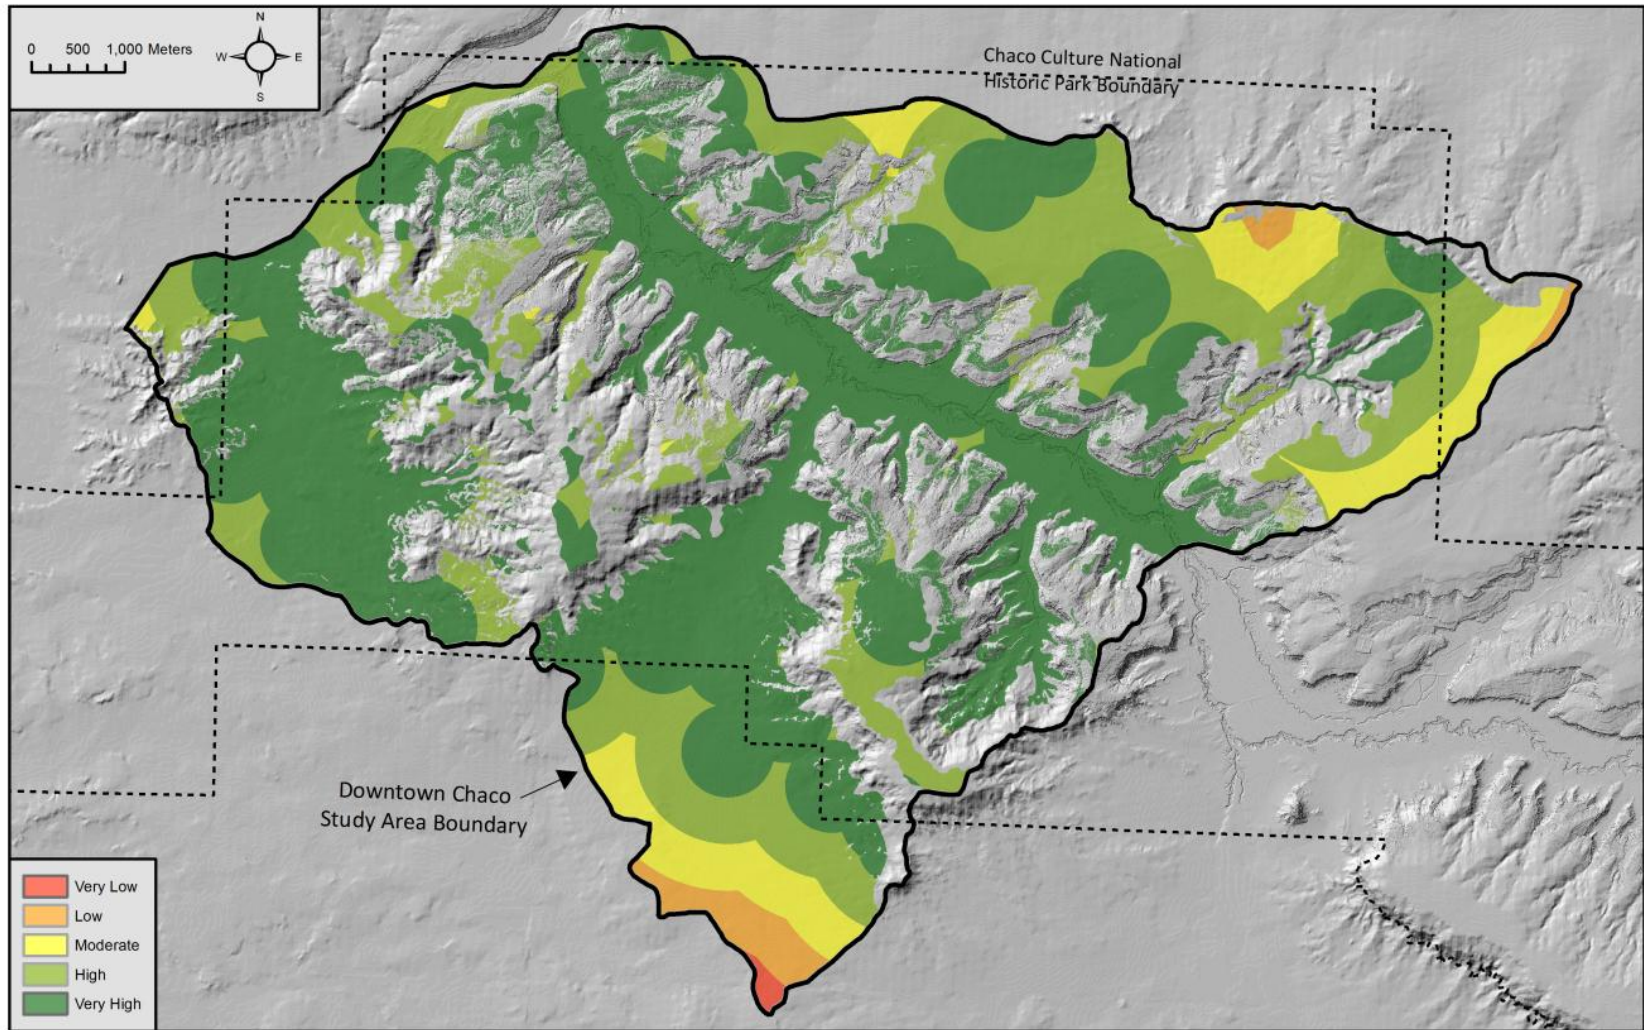 N
0 500 1,000 Meters
W E
S
Chaco Culture National
Historic Park Boundary
Downtown Chaco
Study Area Boundary
Very Low
Low
Moderate
High
Very High